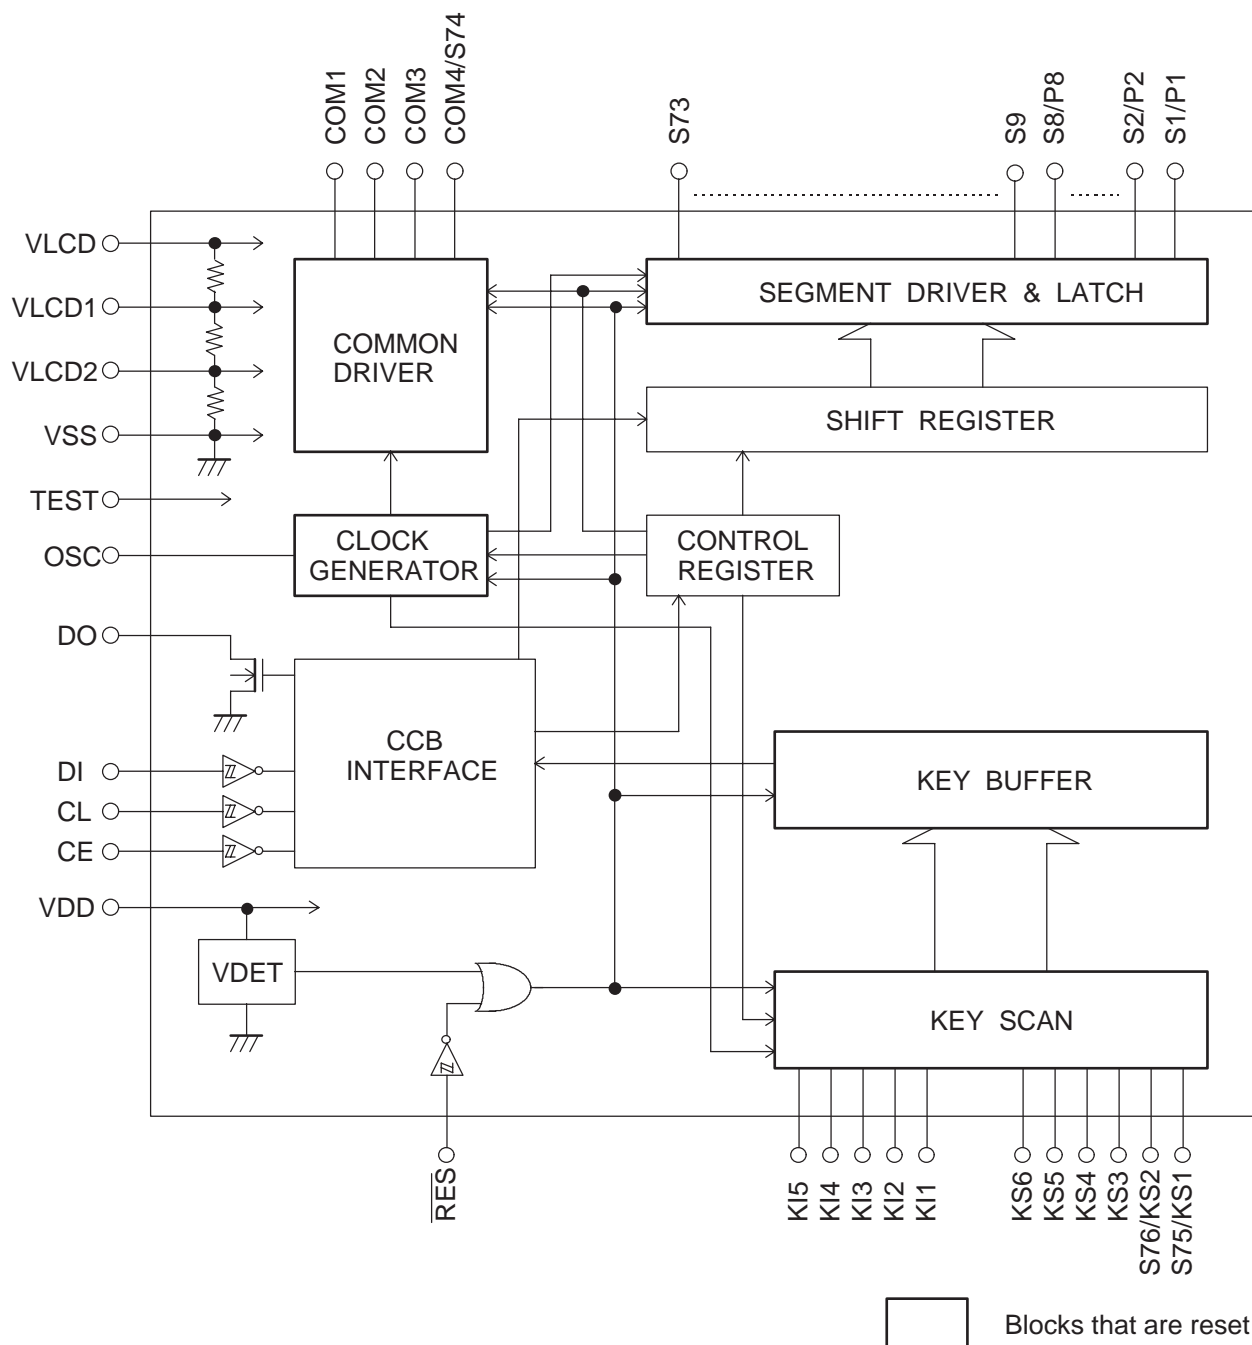 COM1
COM2
COM3
COM4/S74
S73
S9
S8/P8
S2/P2
S1/P1
VLCD
VLCD1
VLCD2
VSS
TEST
OSC
DO
DI
CL
CE
VDD
COMMON
DRIVER
SEGMENT DRIVER & LATCH
SHIFT REGISTER
CLOCK
GENERATOR
CONTROL
REGISTER
CCB
INTERFACE
KEY BUFFER
VDET
KEY SCAN
RES
KI5
KI4
KI3
KI2
KI1
KS6
KS5
KS4
KS3
S76/KS2
S75/KS1
Blocks that are reset